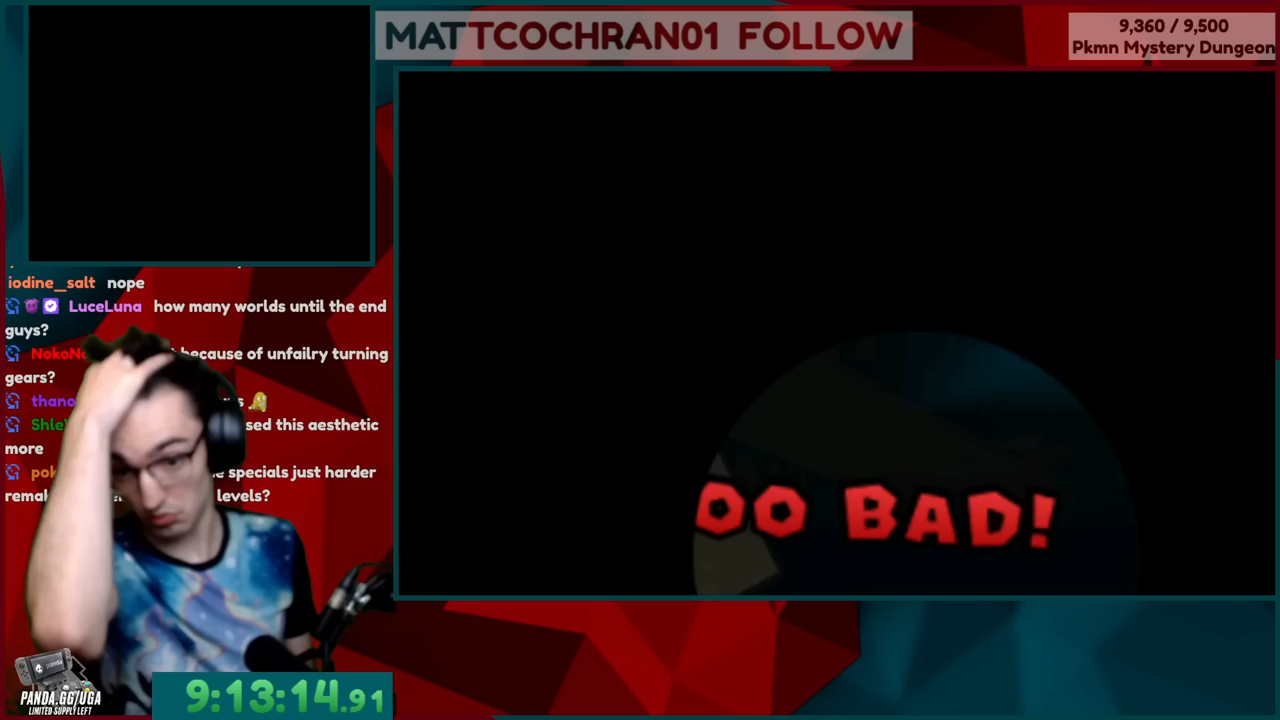 MATTCOCHRAN01 FOLLOW
9,360 / 9,500
Pkmn Mystery Dungeon
iodine_salt nope
LuceLuna how many worlds until the end
guys?
because of unfailry turning
gears?
thano
sed this aesthetic
more
specials just harder
levels?
OO BAD!
PANDA.GG/UGA
LIMITED SUPPLY LEFT
9:13:14.91